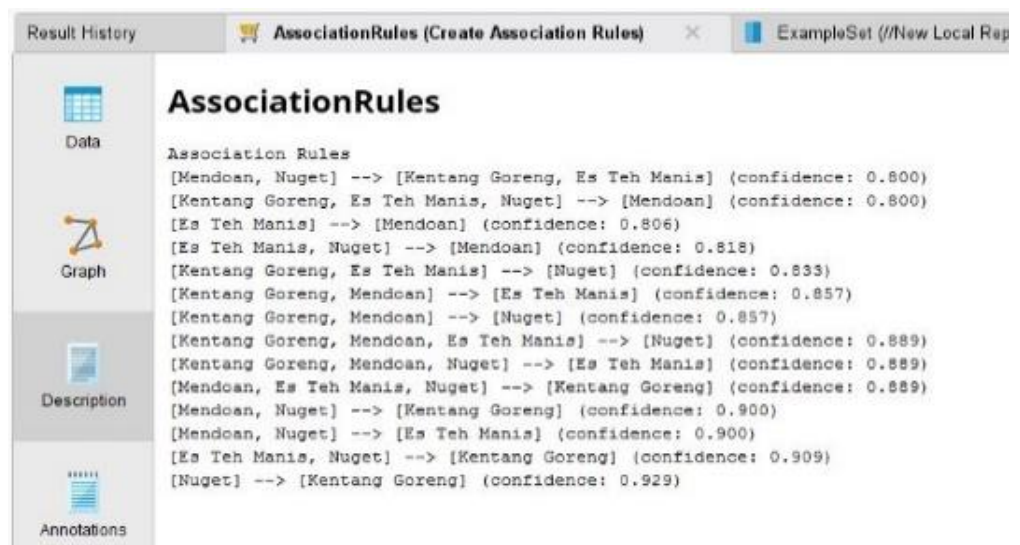 Result History
AssociationRules (Create Association Rules)
ExampleSet (//New Local Rep
Data
Graph
Description
Annotations
AssociationRules
Association Rules
[Mendoan, Nuget] --> [Kentang Goreng, Es Teh Manis] (confidence: 0.800)
[Kentang Goreng, Es Teh Manis, Nuget] --> [Mendoan] (confidence: 0.800)
[Es Teh Manis] --> [Mendoan] (confidence: 0.806)
[Es Teh Manis, Nuget] --> [Mendoan] (confidence: 0.818)
[Kentang Goreng, Es Teh Manis] --> [Nuget] (confidence: 0.833)
[Kentang Goreng, Mendoan] --> [Es Teh Manis] (confidence: 0.857)
[Kentang Goreng, Mendoan] --> [Nuget] (confidence: 0.857)
[Kentang Goreng, Mendoan, Es Teh Manis] --> [Nuget] (confidence: 0.889)
[Kentang Goreng, Mendoan, Nuget] --> [Es Teh Manis] (confidence: 0.889)
[Mendoan, Es Teh Manis, Nuget] --> [Kentang Goreng] (confidence: 0.889)
[Mendoan, Nuget] --> [Kentang Goreng] (confidence: 0.900)
[Mendoan, Nuget] --> [Es Teh Manis] (confidence: 0.900)
[Es Teh Manis, Nuget] --> [Kentang Goreng] (confidence: 0.909)
[Nuget] --> [Kentang Goreng] (confidence: 0.929)